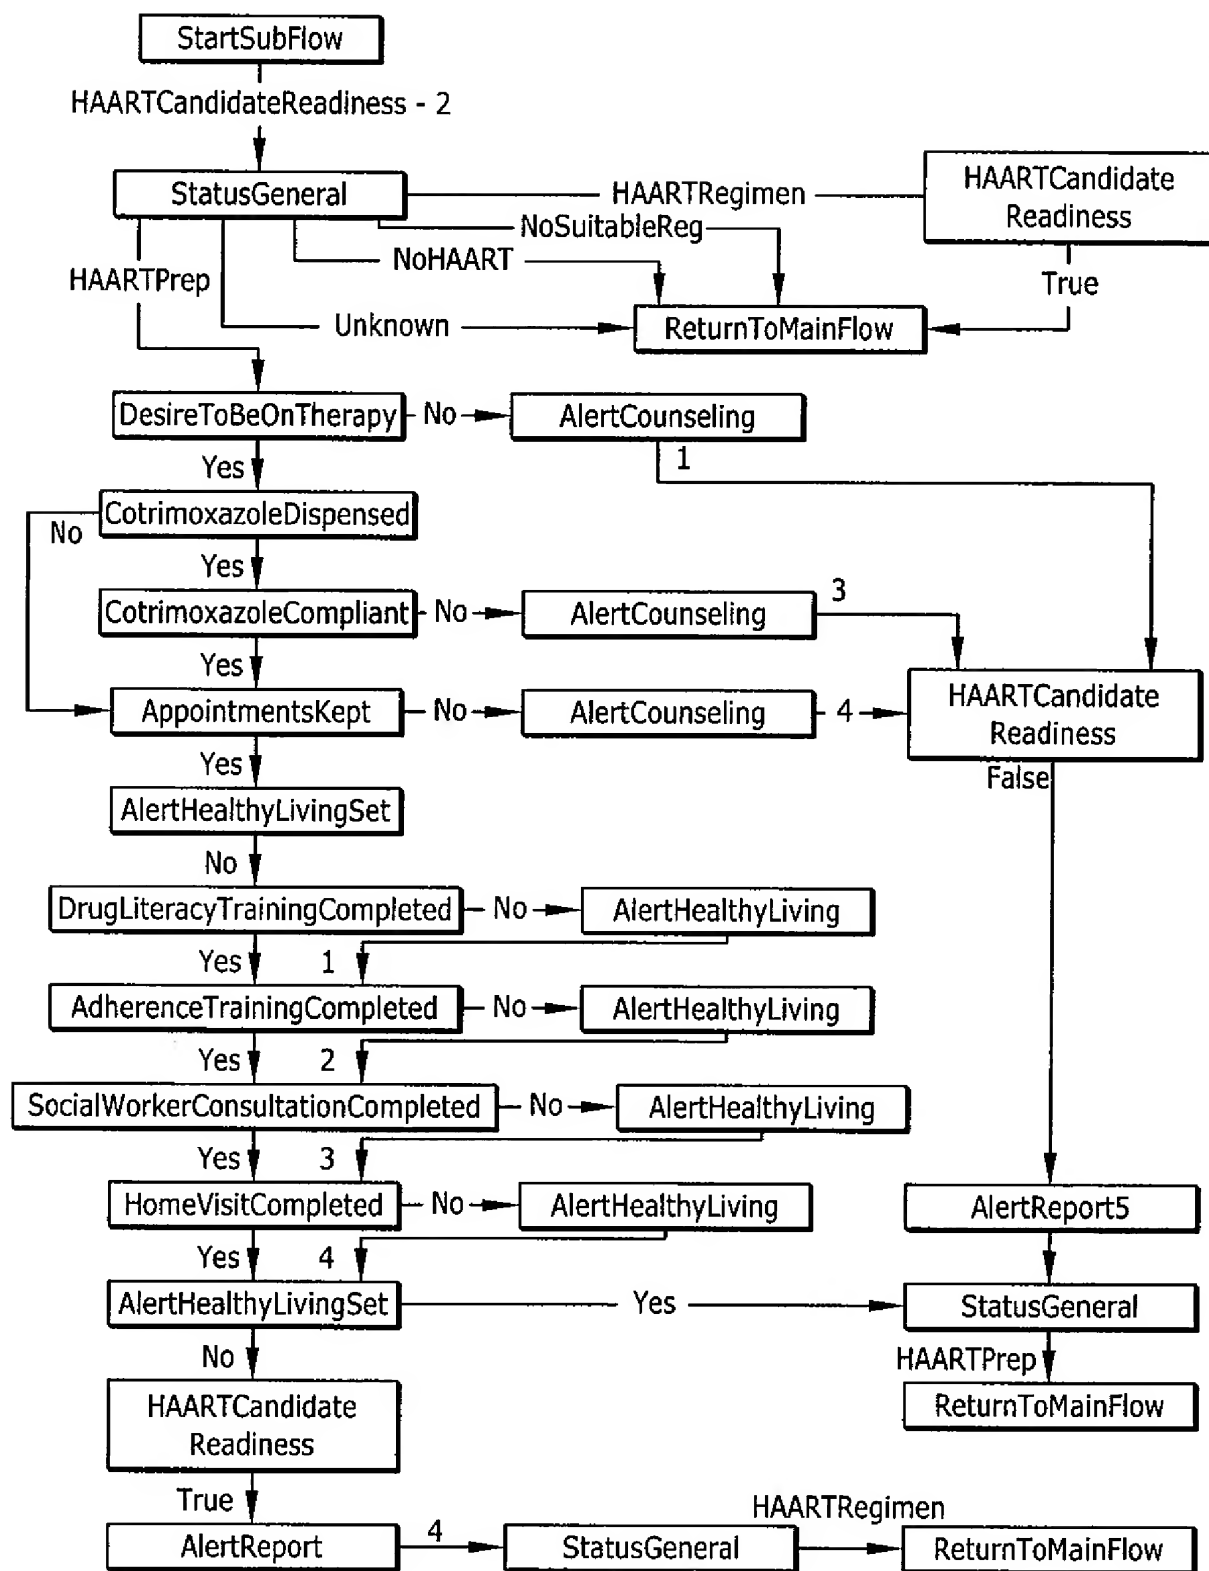 StartSubFlow
HAARTCandidateReadiness - 2
StatusGeneral
HAARTRegimen
HAARTCandidate
Readiness
NoSuitableReg
NoHAART
HAARTPrep
True
Unknown
ReturnToMainFlow
DesireToBeOnTherapy
No
AlertCounseling
1
Yes
CotrimoxazoleDispensed
No
Yes
CotrimoxazoleCompliant
No
AlertCounseling
3
Yes
AppointmentsKept
No
AlertCounseling
4
HAARTCandidate
Readiness
False
Yes
AlertHealthyLivingSet
No
DrugLiteracyTrainingCompleted
No
AlertHealthyLiving
Yes
1
AdherenceTrainingCompleted
No
AlertHealthyLiving
Yes
2
SocialWorkerConsultationCompleted
No
AlertHealthyLiving
Yes
3
HomeVisitCompleted
No
AlertHealthyLiving
AlertReport5
Yes
4
AlertHealthyLivingSet
Yes
StatusGeneral
No
HAARTPrep
HAARTCandidate
Readiness
ReturnToMainFlow
True
AlertReport
4
StatusGeneral
HAARTRegimen
ReturnToMainFlow